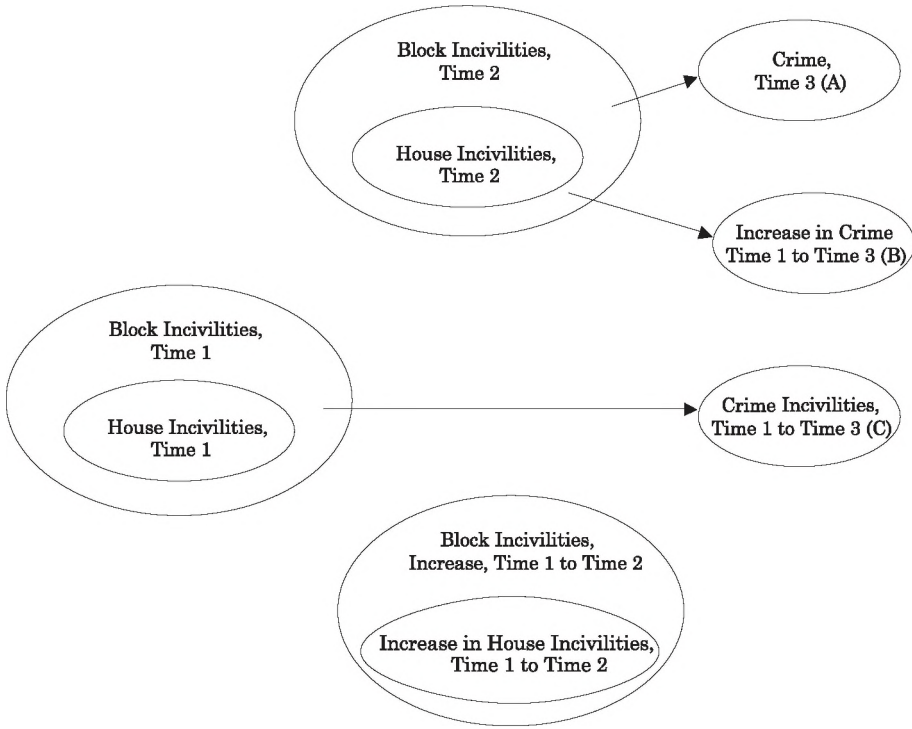 Block Incivilities,
Time 2
House Incivilities,
Time 2
Crime,
Time 3 (A)
Increase in Crime
Time 1 to Time 3 (B)
Block Incivilities,
Time 1
House Incivilities,
Time 1
Crime Incivilities,
Time 1 to Time 3 (C)
Block Incivilities,
Increase, Time 1 to Time 2
Increase in House Incivilities,
Time 1 to Time 2